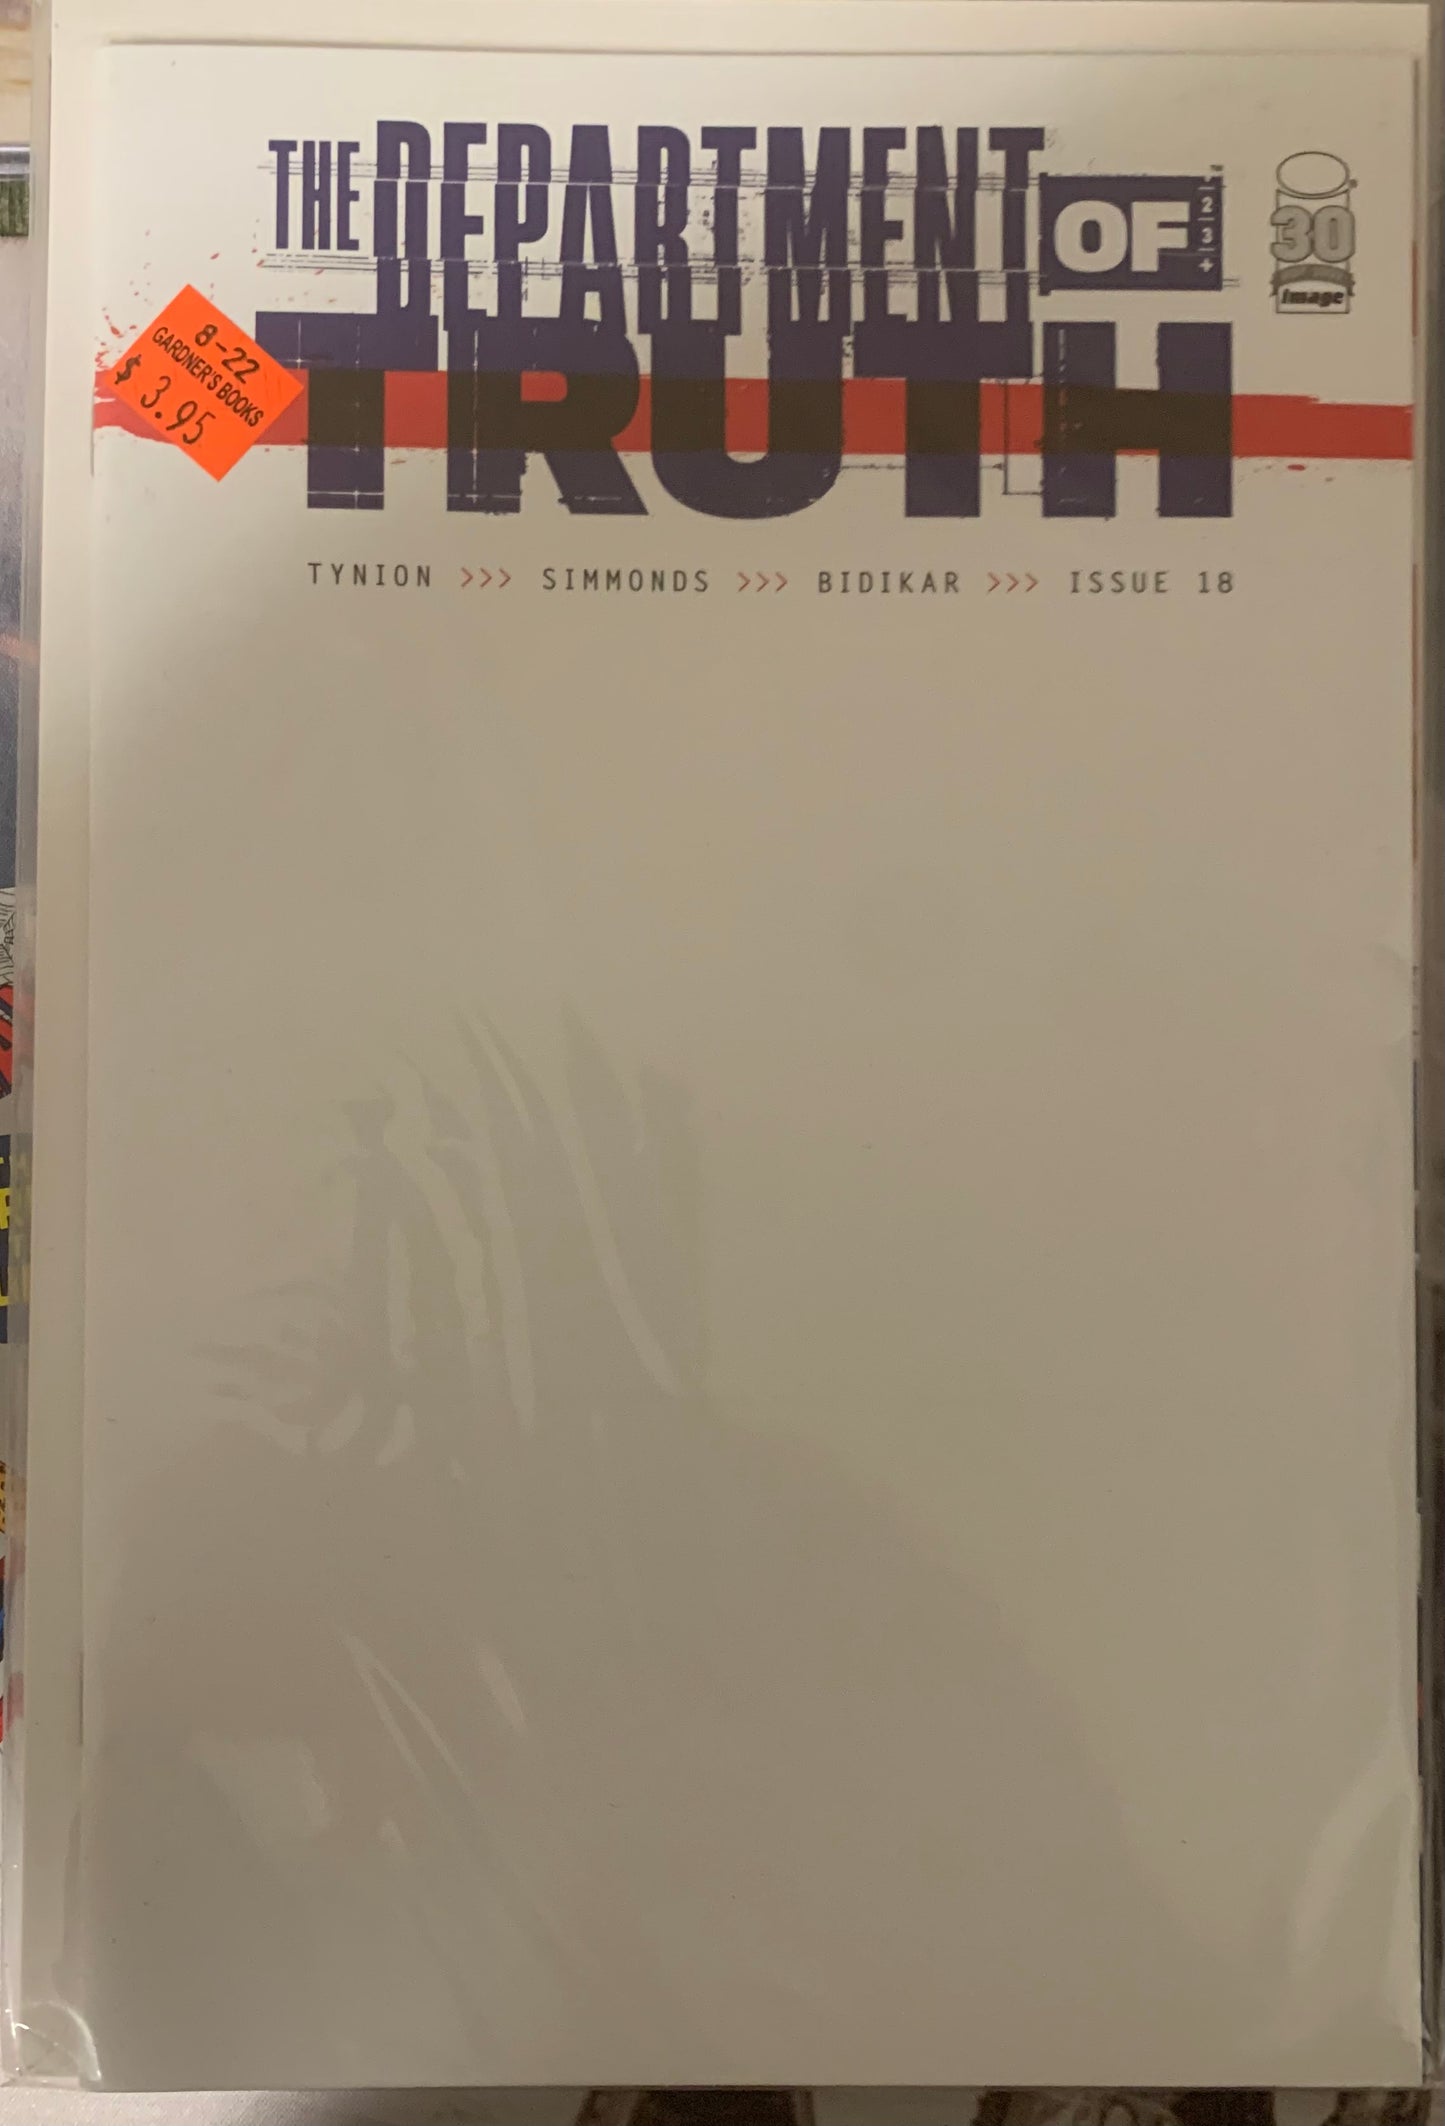 THE DEPARTMENT OF
TRUTH
2
3
+
30
image
8-22
GARDNER'S BOOKS
$ 3.95
TYNION >>> SIMMONDS >>> BIDIKAR >>> ISSUE 18